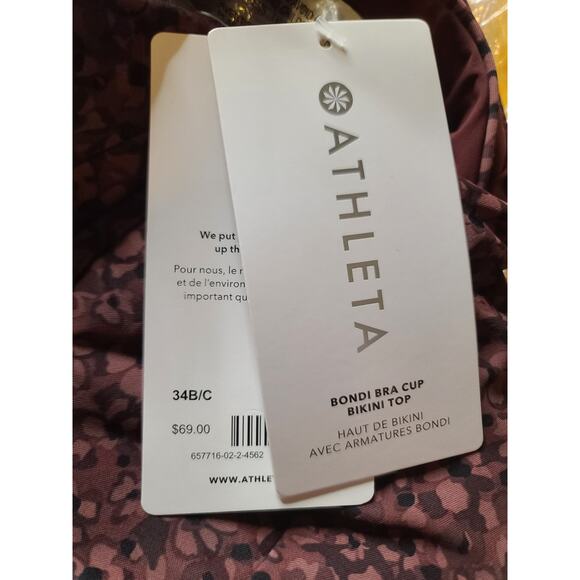 We put
up th
Pour nous, le
et de l'environ
important qu
34B/C
$69.00
657716-02-2-4562
WWW.ATHLET
ATHLETA
BONDI BRA CUP
BIKINI TOP
HAUT DE BIKINI
AVEC ARMATURES BONDI